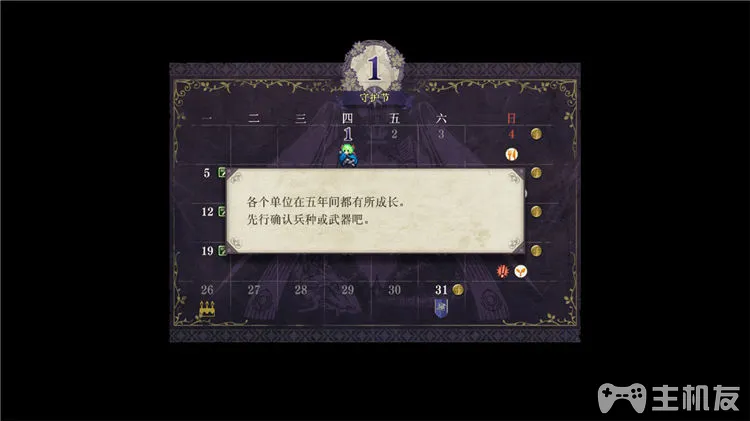 1
守护节
一 二 三 四 五 六 日
1 2 3 4
5
各个单位在五年间都有所成长。
12
先行确认兵种或武器吧。
19
26 27 28 29 30 31
主机友